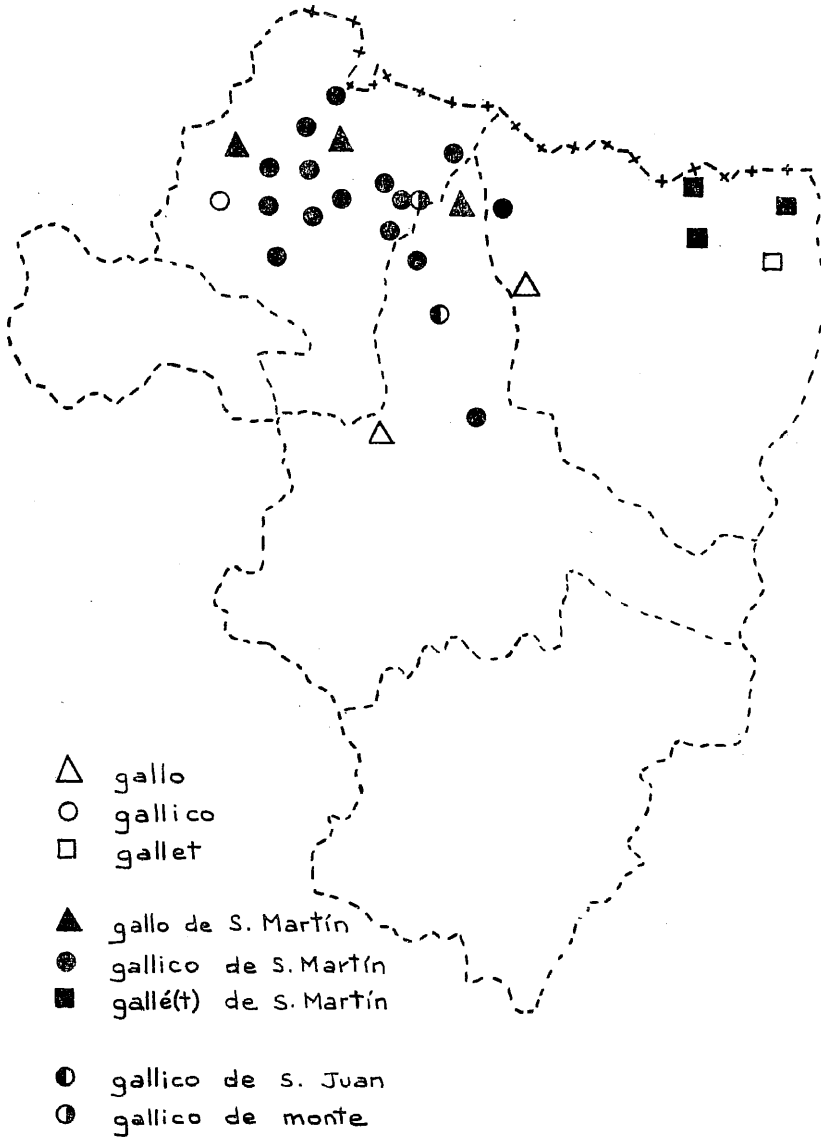 gallo
gallico
gallet
gallo de S. Martín
gallico de S. Martín
gallé(t) de S. Martín
gallico de S. Juan
gallico de monte